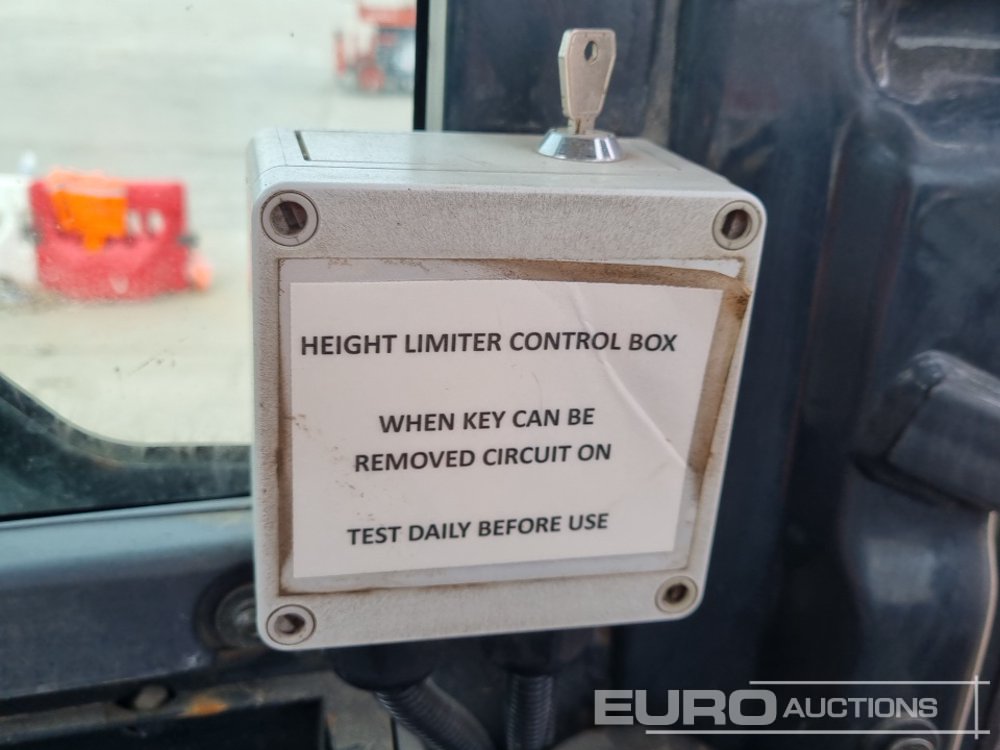 HEIGHT LIMITER CONTROL BOX
WHEN KEY CAN BE
REMOVED CIRCUIT ON
TEST DAILY BEFORE USE
EURO AUCTIONS